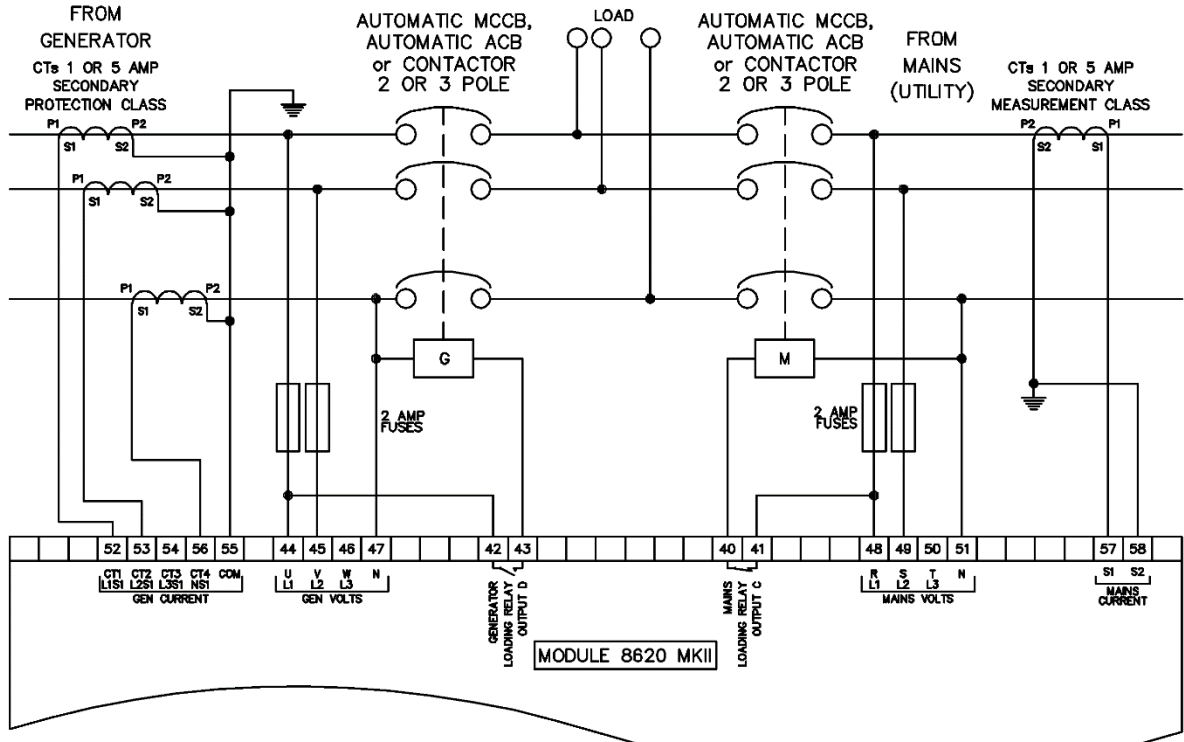 FROM
GENERATOR
CTs 1 OR 5 AMP
SECONDARY
PROTECTION CLASS
AUTOMATIC MCCB,
AUTOMATIC ACB
or CONTACTOR
2 OR 3 POLE
LOAD
AUTOMATIC MCCB,
AUTOMATIC ACB
or CONTACTOR
2 OR 3 POLE
FROM
MAINS
(UTILITY)
CTs 1 OR 5 AMP
SECONDARY
MEASUREMENT CLASS
P1 P2
S1 S2
P2 P1
S2 S1
P1 P2
S1 S2
P1 P2
S1 S2
G
M
2 AMP
FUSES
2 AMP
FUSES
52 53 54 56 55 44 45 46 47 42 43 40 41 48 49 50 51 57 58
CT1 CT2 CT3 CT4 COM
L1S1 L2S1 L3S1 NS1
GEN CURRENT
U V W N
L1 L2 L3
GEN VOLTS
GENERATOR
LOADING RELAY
OUTPUT D
MAINS
LOADING RELAY
OUTPUT C
R S T N
L1 L2 L3
MAINS VOLTS
S1 S2
MAINS
CURRENT
MODULE 8620 MKII